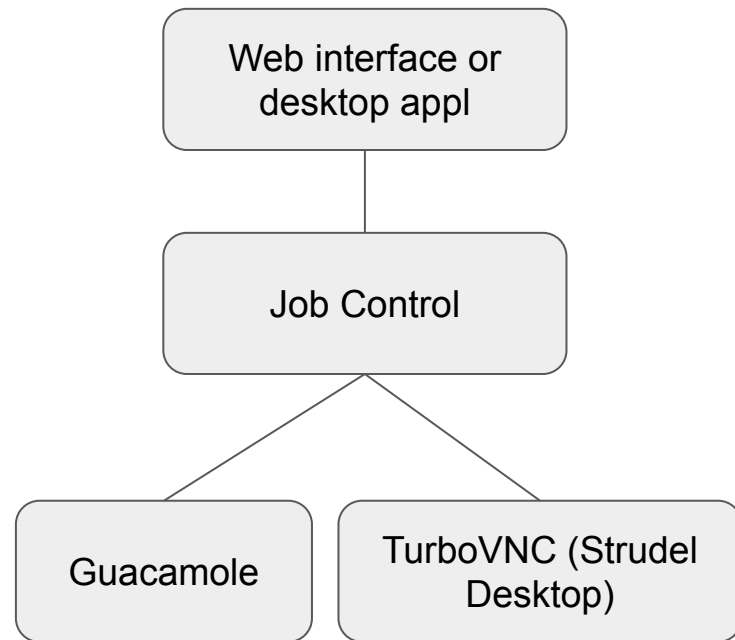 Web interface or
desktop appl
Job Control
Guacamole
TurboVNC (Strudel
Desktop)